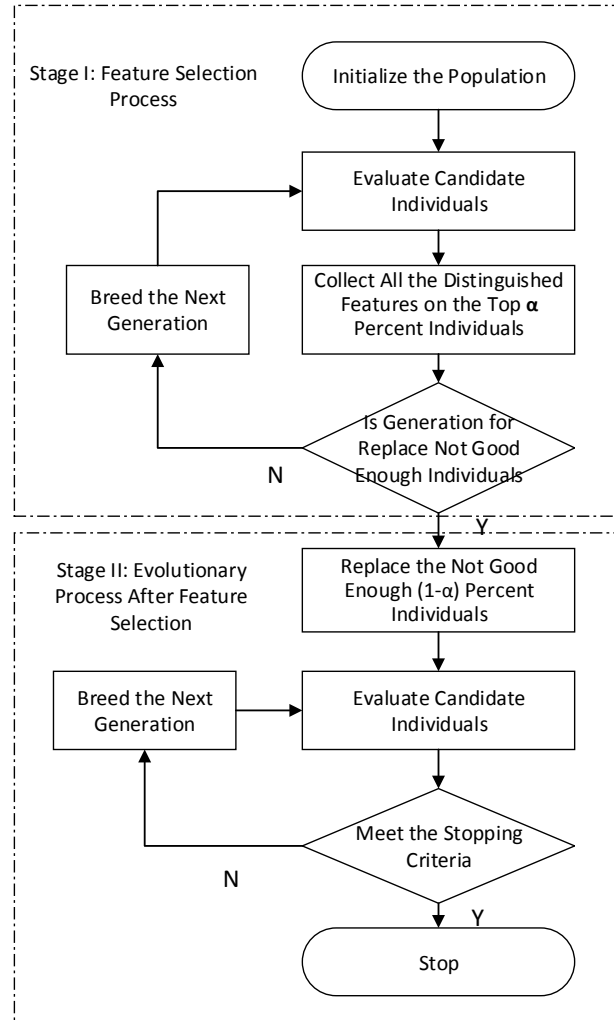 Stage I: Feature Selection
Process
Initialize the Population
Evaluate Candidate
Individuals
Breed the Next
Generation
Collect All the Distinguished
Features on the Top α
Percent Individuals
Is Generation for
Replace Not Good
Enough Individuals
N
Y
Stage II: Evolutionary
Process After Feature
Selection
Replace the Not Good
Enough (1-α) Percent
Individuals
Breed the Next
Generation
Evaluate Candidate
Individuals
Meet the Stopping
Criteria
N
Y
Stop